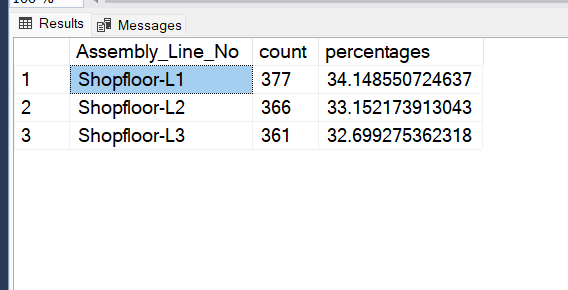 Results Messages
Assembly_Line_No count percentages
1 Shopfloor-L1 377 34.148550724637
2 Shopfloor-L2 366 33.152173913043
3 Shopfloor-L3 361 32.699275362318